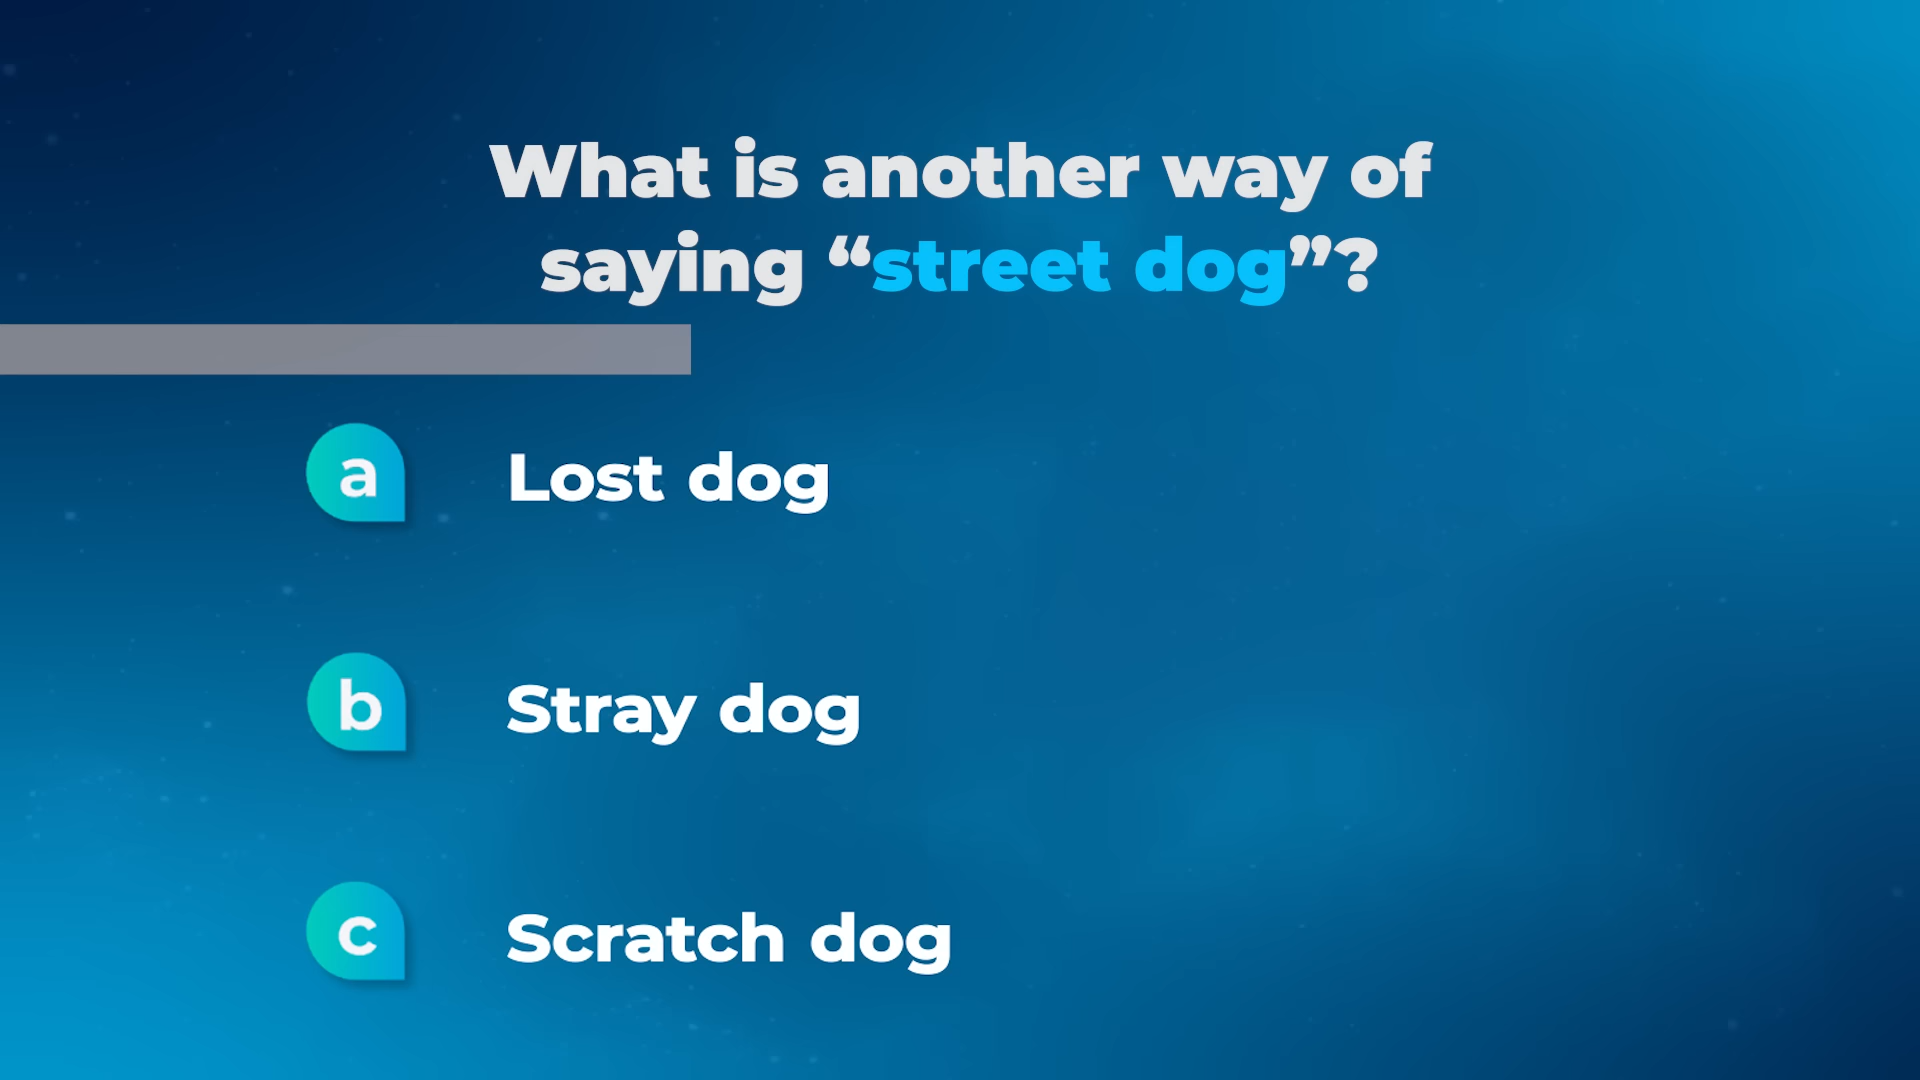 What is another way of
saying “street dog”?
a Lost dog
b Stray dog
c Scratch dog